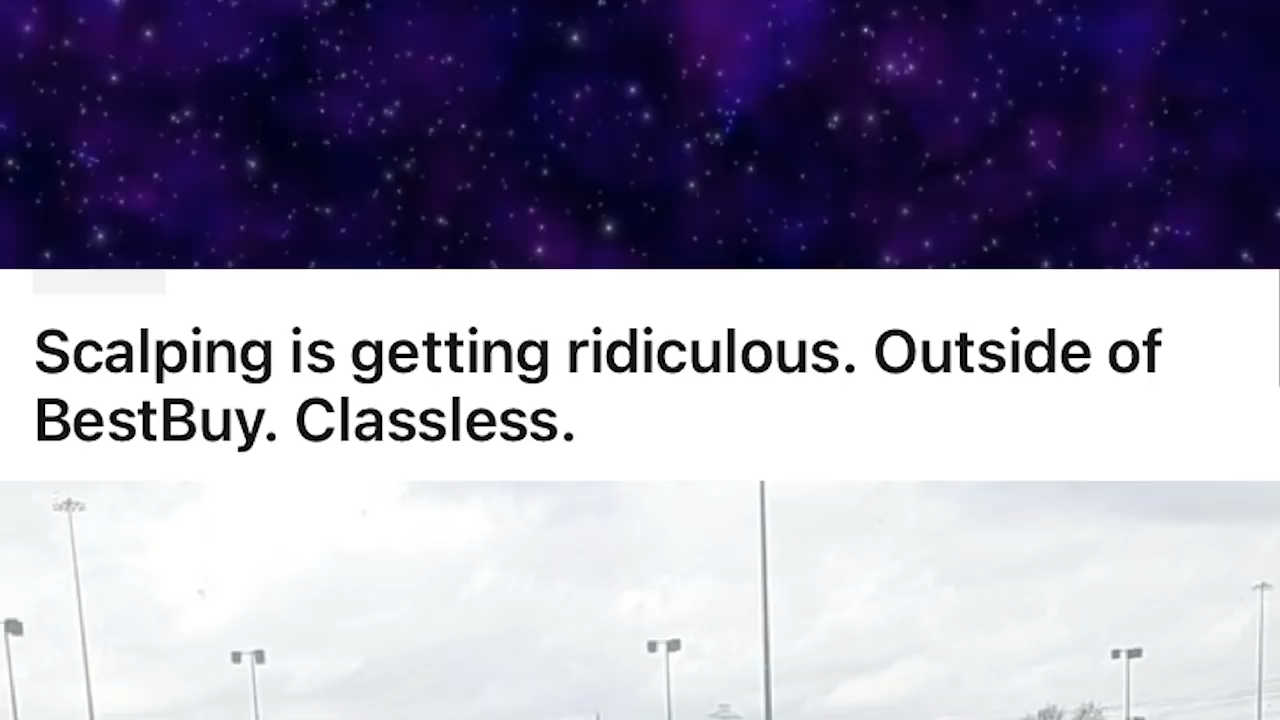 Scalping is getting ridiculous. Outside of
BestBuy. Classless.